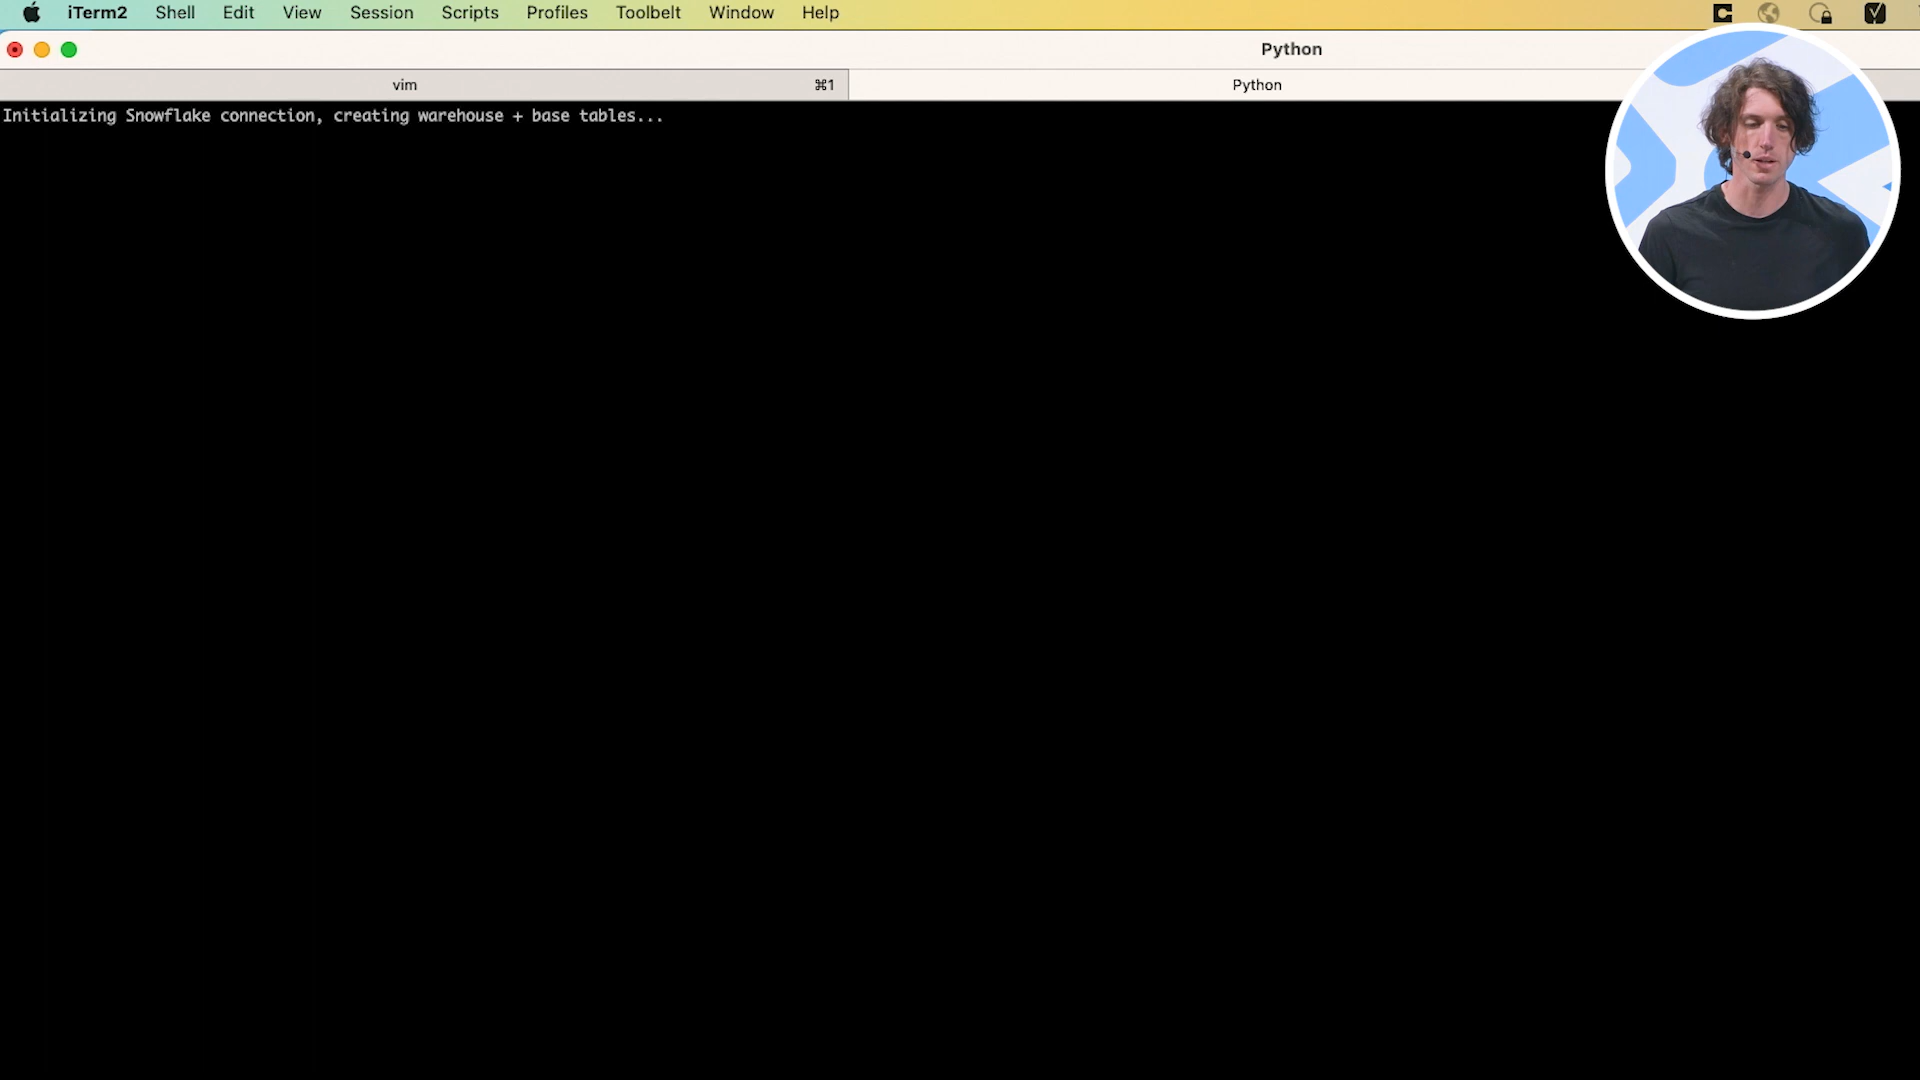 iTerm2 Shell Edit View Session Scripts Profiles Toolbelt Window Help
Python
vim ⌘1 Python
Initializing Snowflake connection, creating warehouse + base tables...